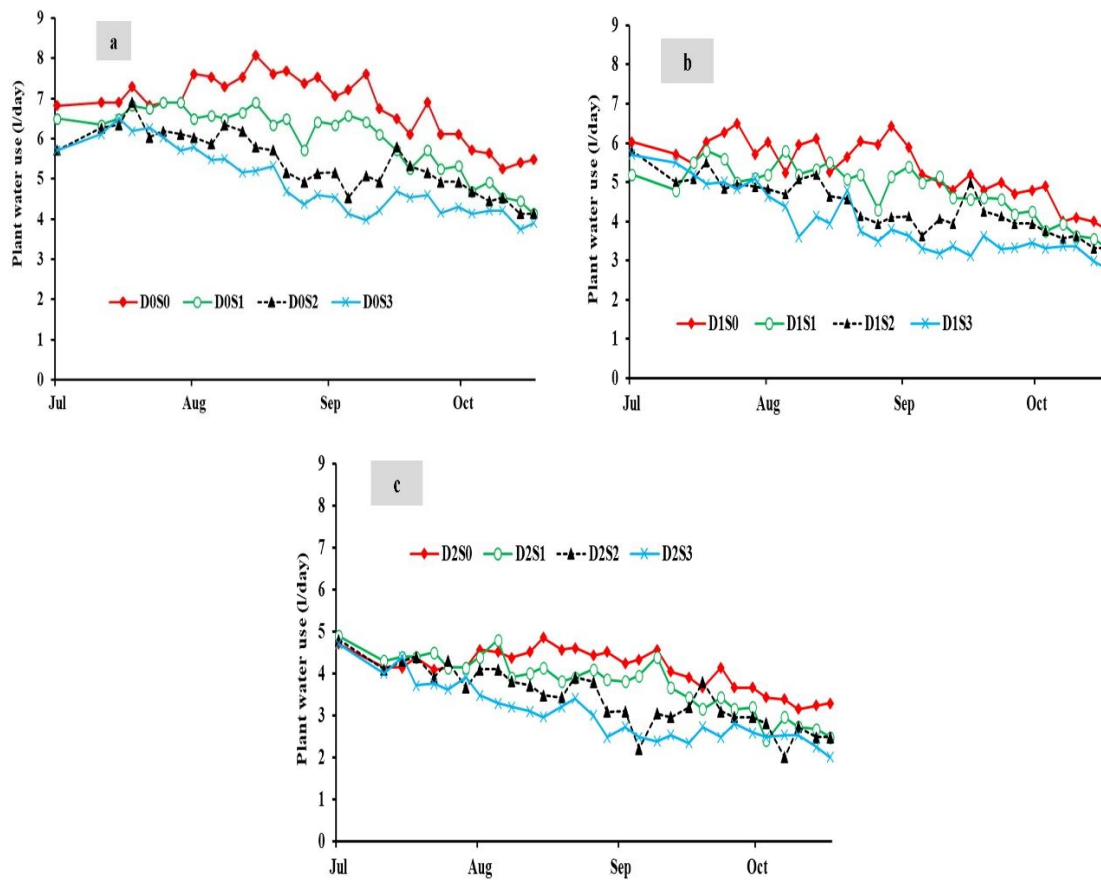 a
9
8
7
6
5
4
3
2
1
0
Plant water use (l/day)
D0S0 D0S1 D0S2 D0S3
Jul Aug Sep Oct
b
9
8
7
6
5
4
3
2
1
0
Plant water use (l/day)
D1S0 D1S1 D1S2 D1S3
Jul Aug Sep Oct
c
9
8
7
6
5
4
3
2
1
0
Plant water use (l/day)
D2S0 D2S1 D2S2 D2S3
Jul Aug Sep Oct